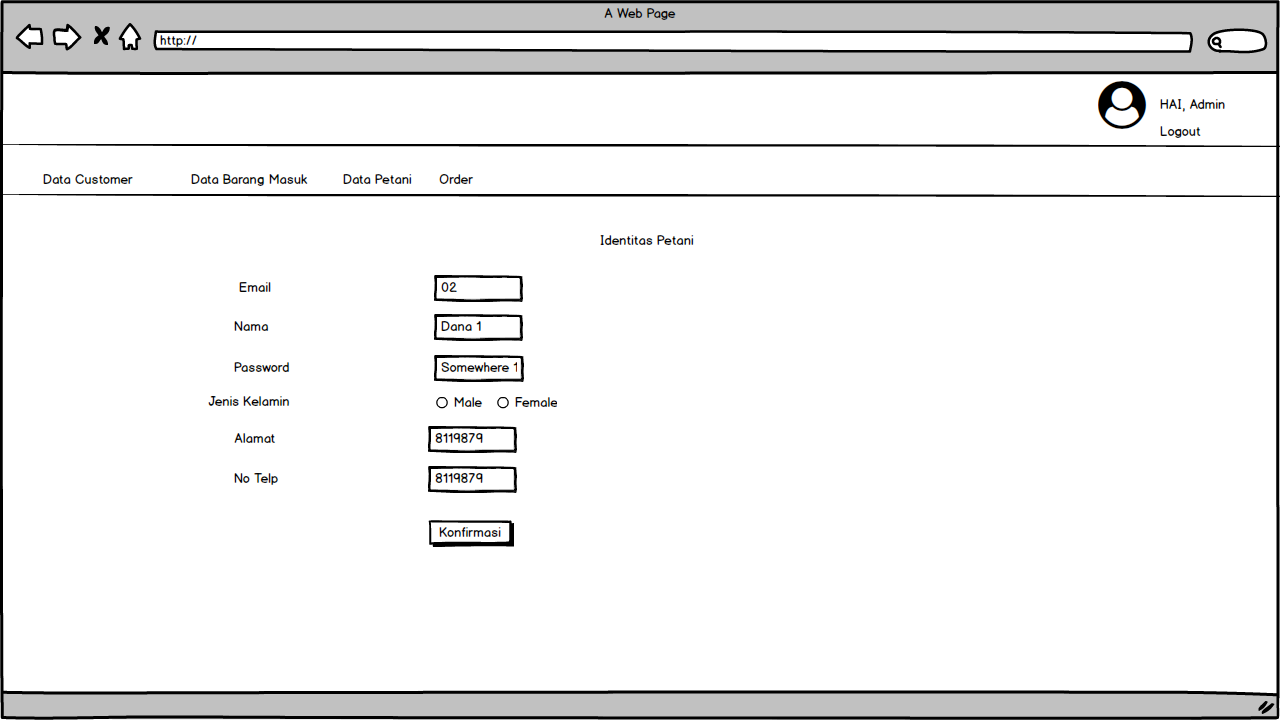 A Web Page
http://
HAI, Admin
Logout
Data Customer Data Barang Masuk Data Petani Order
Identitas Petani
Email 02
Nama Dana 1
Password Somewhere 1
Jenis Kelamin Male Female
Alamat 8119879
No Telp 8119879
Konfirmasi